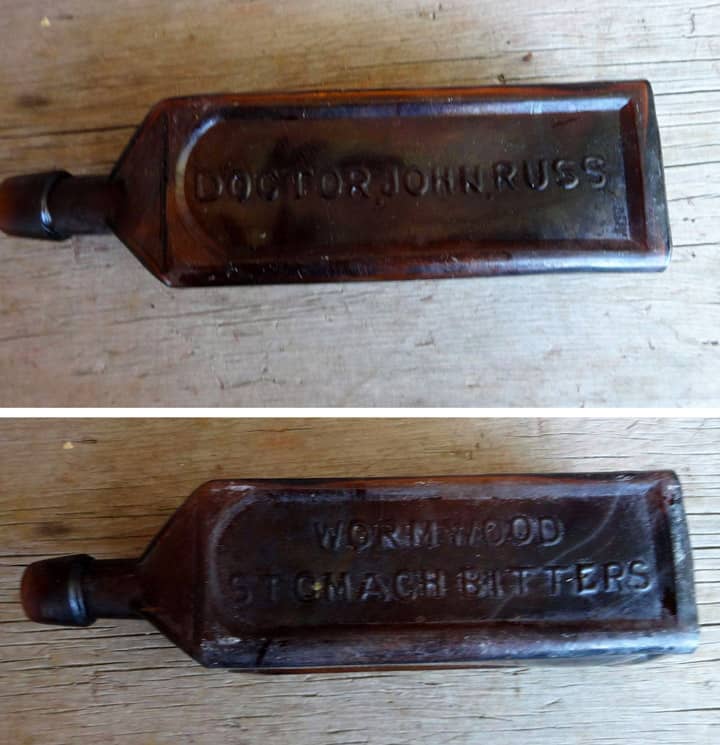 DOCTOR JOHN RUSS
WORMWOOD
STOMACH BITTERS